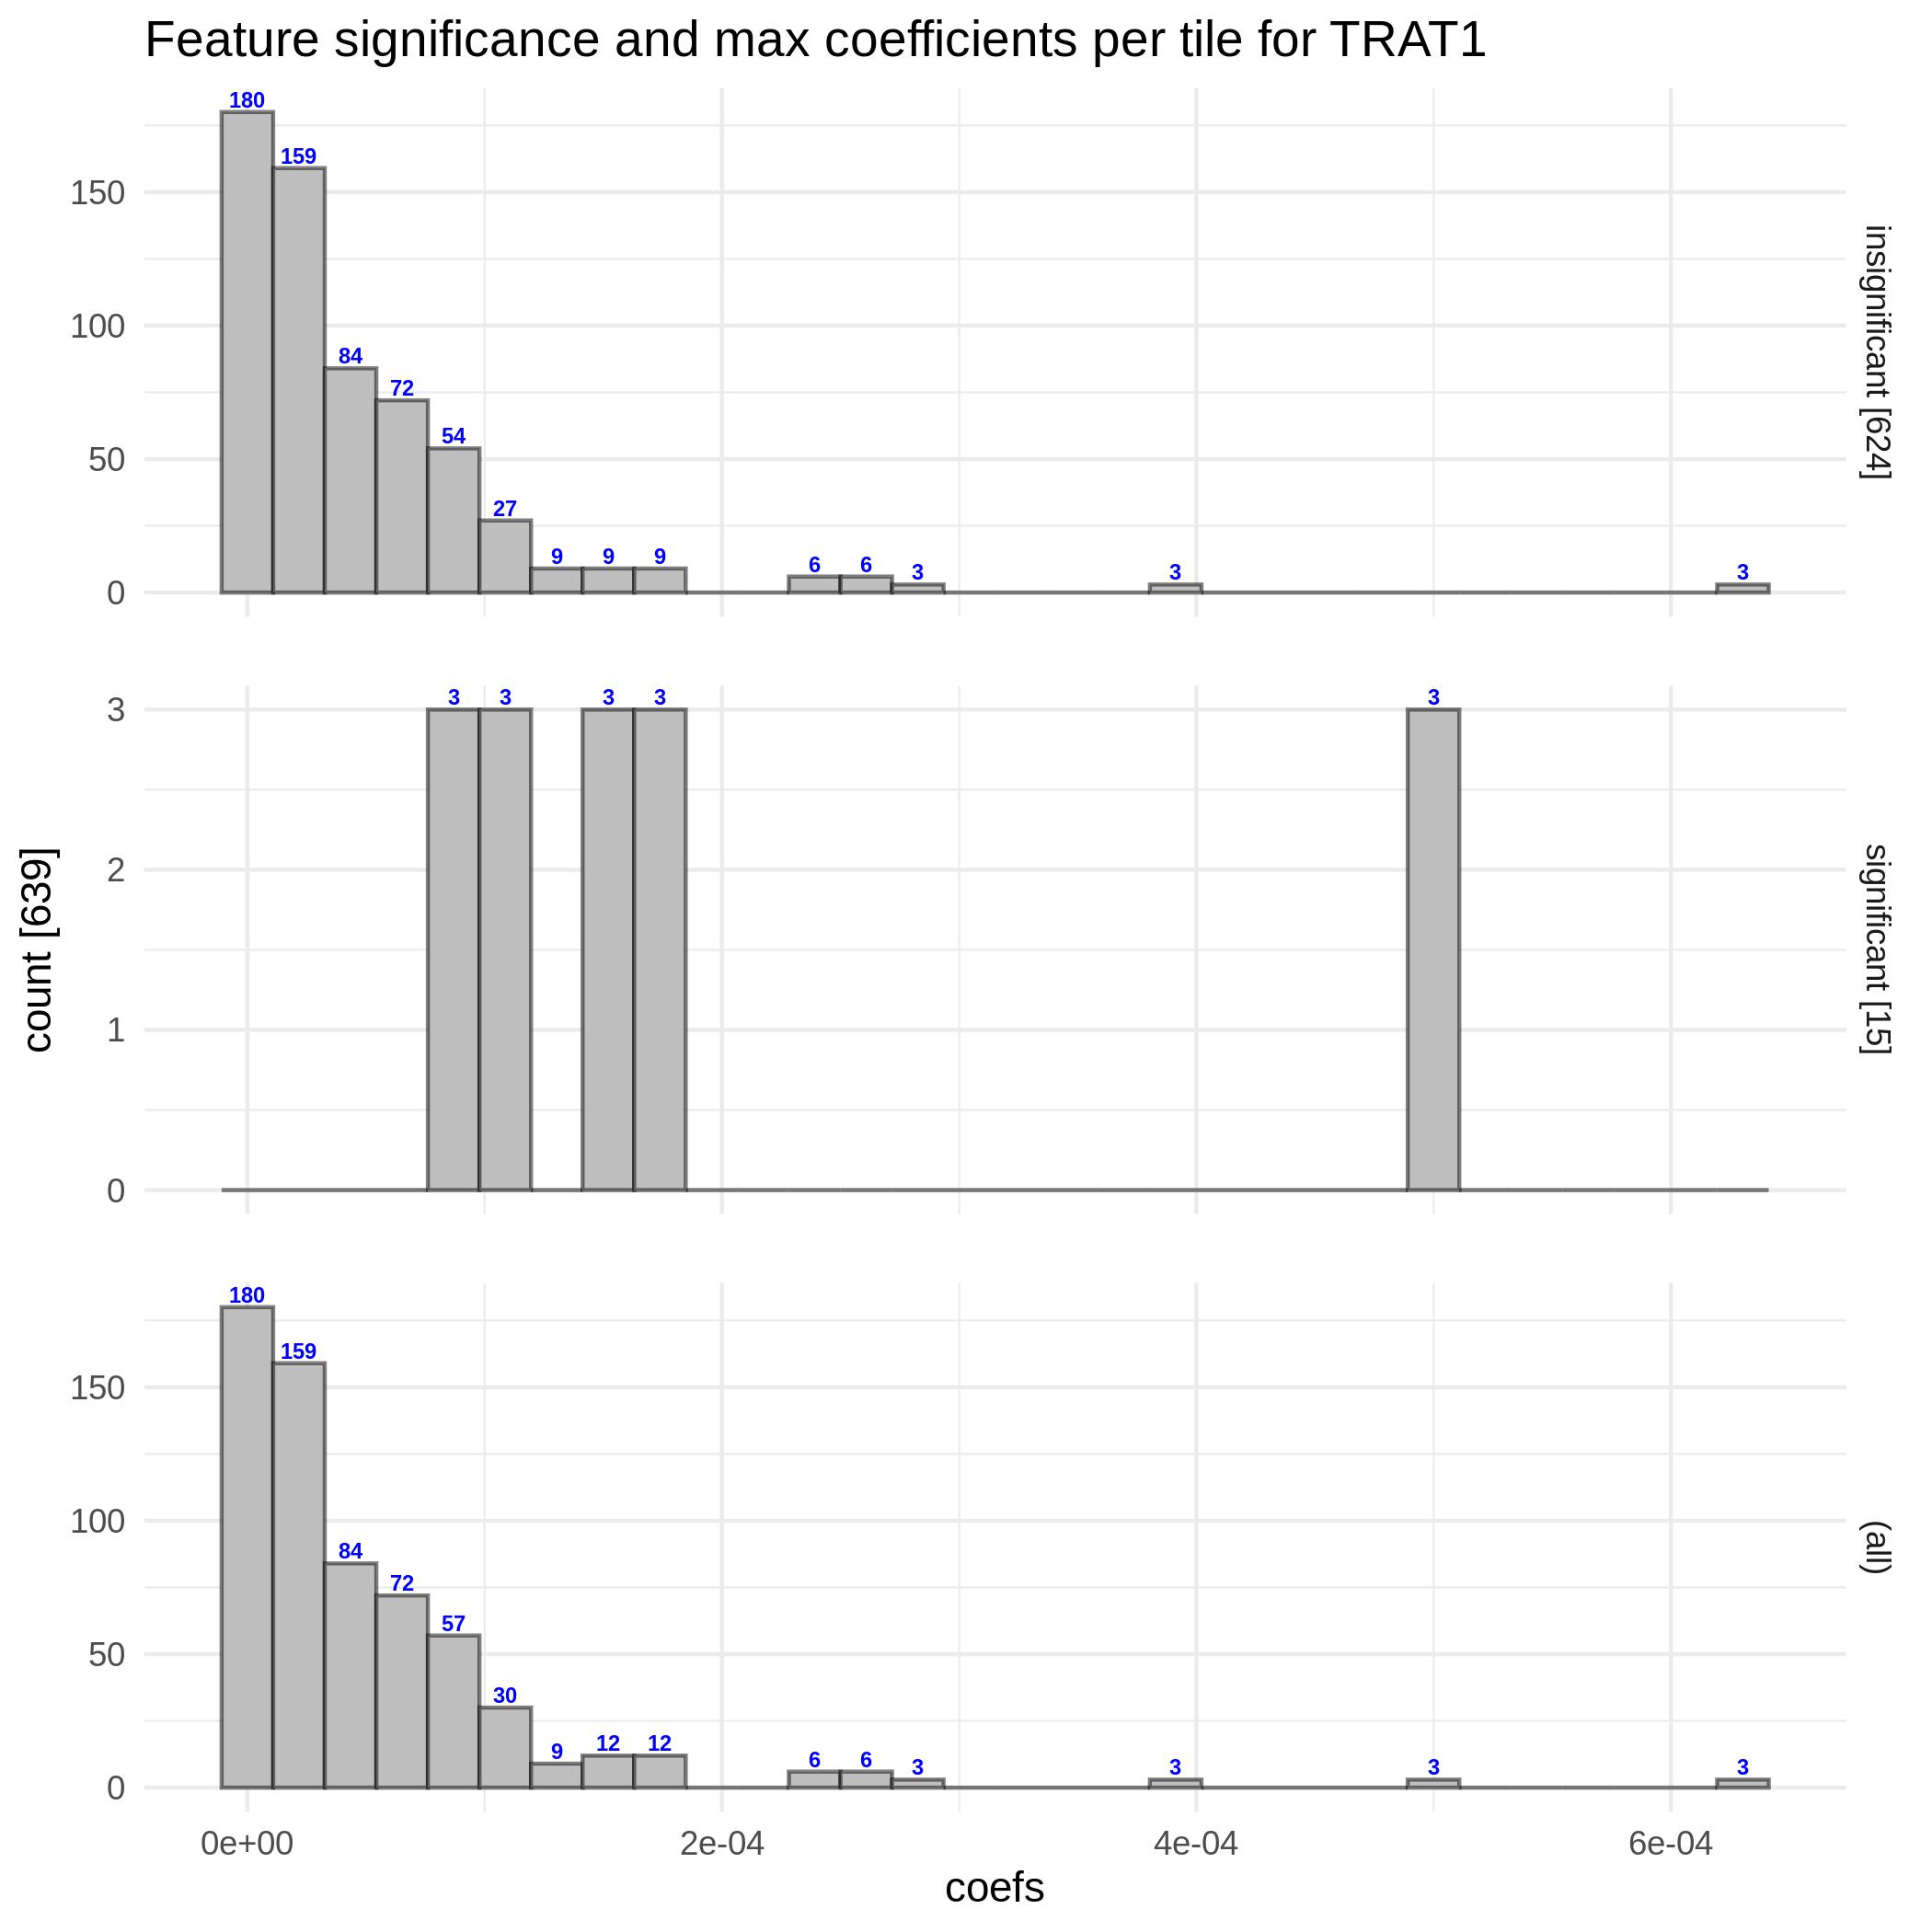 Feature significance and max coefficients per tile for TRAT1
180
159
84
72
54
27
9 9 9
6 6 3
3
3
150
100
50
0
insignificant [624]
3 3 3 3 3
3
2
1
0
significant [15]
count [639]
180
159
84
72
57
30
9 12 12
6 6 3
3
3
3
150
100
50
0
(all)
0e+00 2e-04 4e-04 6e-04
coefs